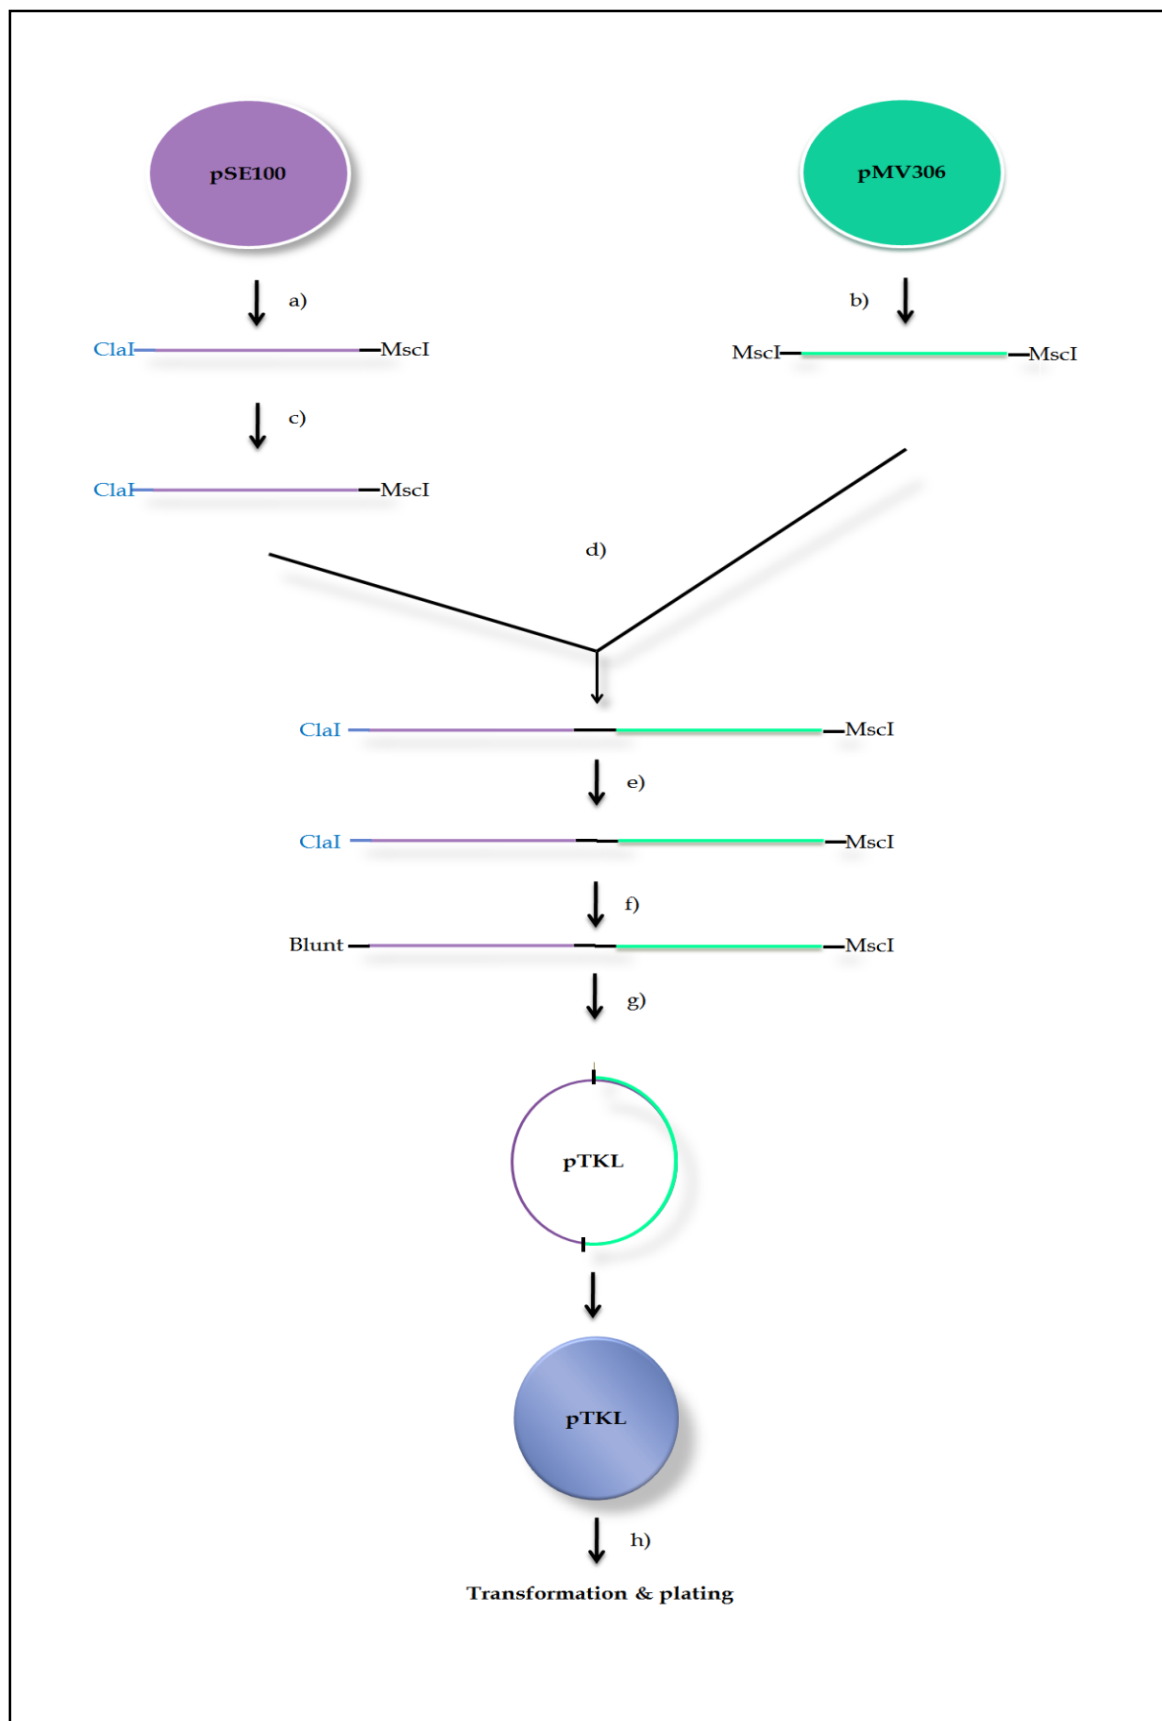 pSE100
pMV306
a)
b)
ClaI MscI
MscI MscI
c)
ClaI MscI
d)
ClaI MscI
e)
ClaI MscI
f)
Blunt MscI
g)
pTKL
pTKL
h)
Transformation & plating